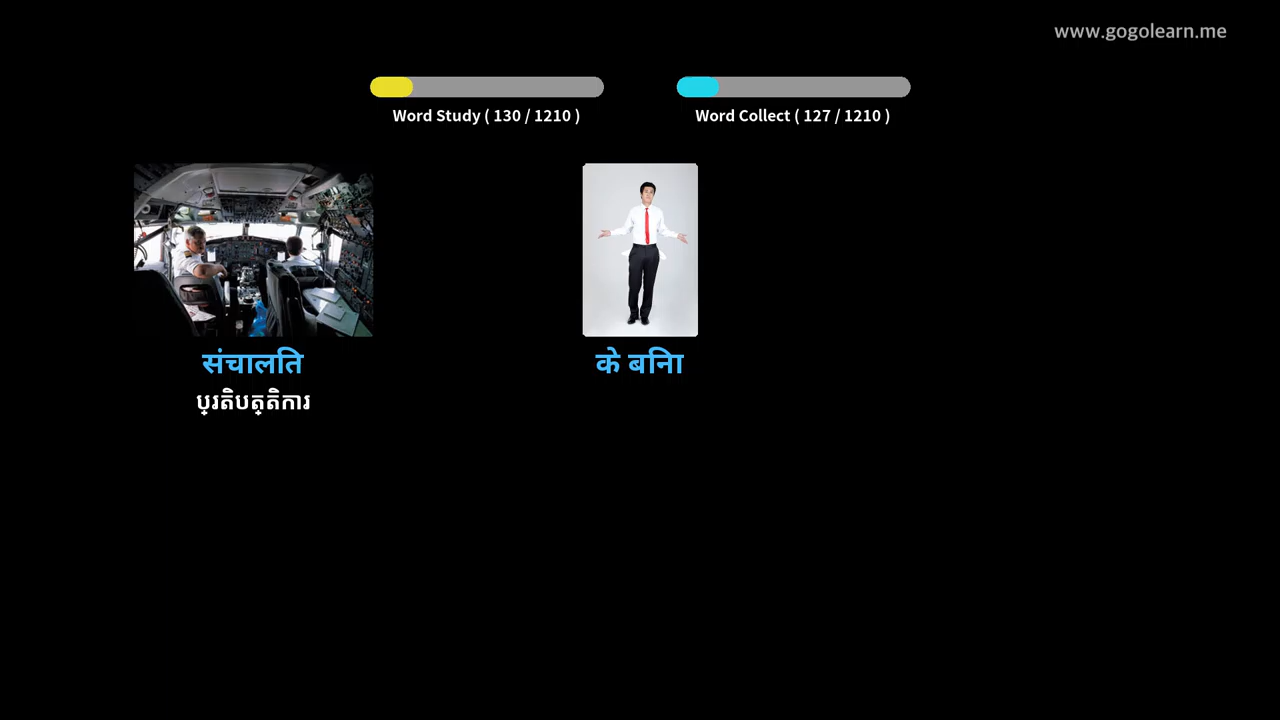 www.gogolearn.me
Word Study ( 130 / 1210 )
Word Collect ( 127 / 1210 )
संचालति
के बनिा
ប្រតិបត្តិការ